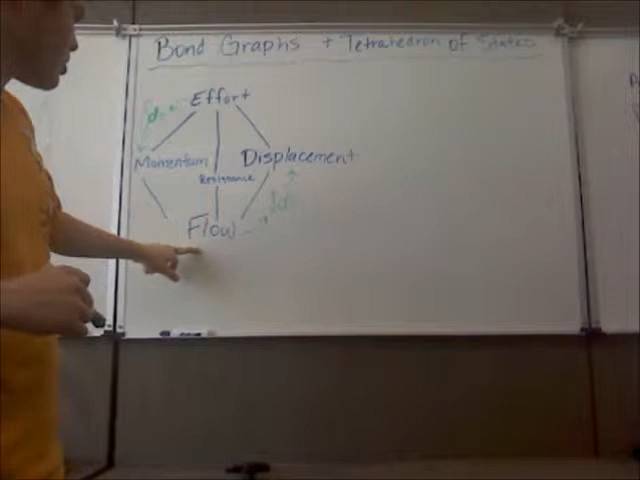 Bond Graphs + Tetrahedron of States
Effort
Momentum
Displacement
Resistance
Flow